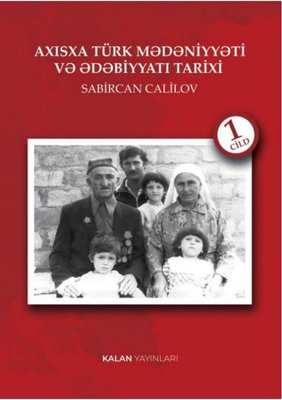 AXISXA TÜRK MƏDƏNİYYƏTİ
VƏ ƏDƏBİYYATI TARİXİ
SABİRCAN CALİLOV
1
CİLD
KALAN YAYINLARI